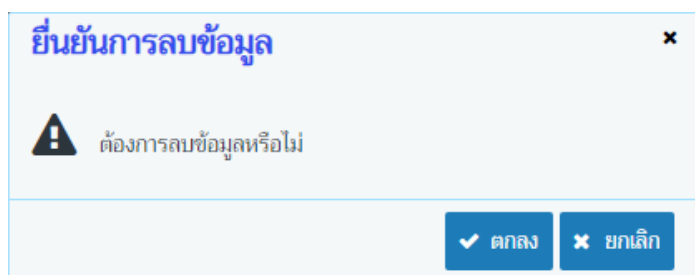 ยื่นยันการลบข้อมูล
ต้องการลบข้อมูลหรือไม่
ตกลง ยกเลิก